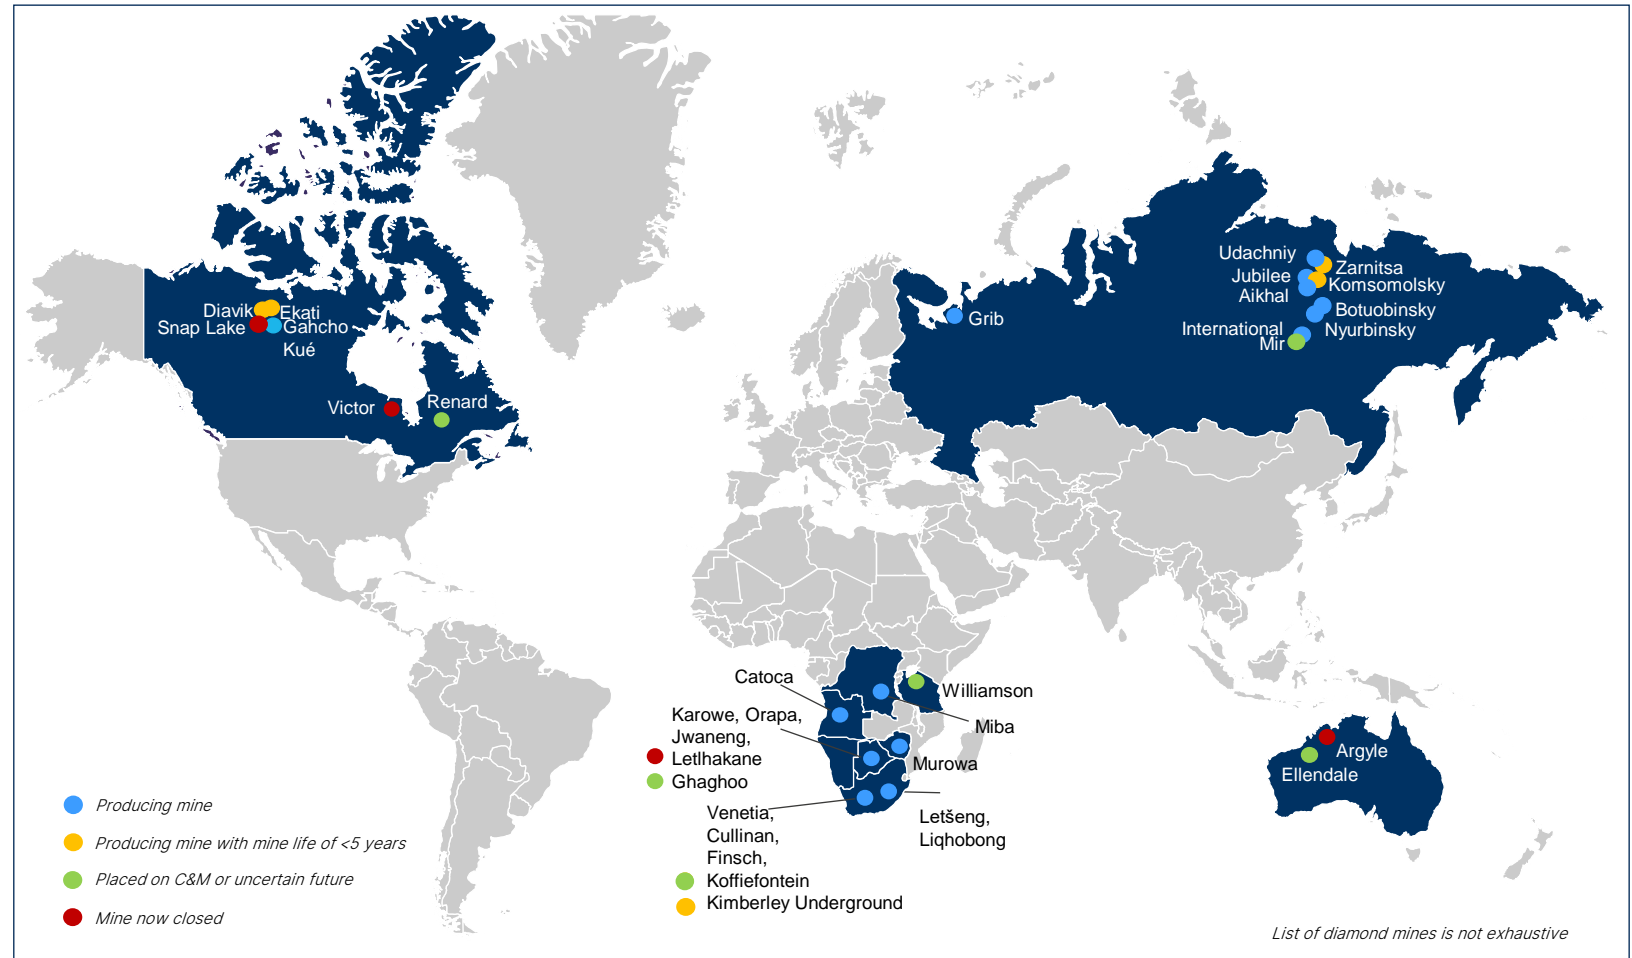 Diavik
Ekati
Snap Lake
Gahcho
Kué
Victor
Renard
Udachniy
Zarnitsa
Jubilee
Komsomolsky
Aikhal
Botuobinsky
Grib
International
Nyurbinsky
Mir
Catoca
Williamson
Karowe, Orapa,
Jwaneng,
Letlhakane
Ghaghoo
Miba
Murowa
Argyle
Ellendale
Venetia,
Cullinan,
Finsch,
Koffiefontein
Kimberley Underground
Letšeng,
Liqhobong
Producing mine
Producing mine with mine life of <5 years
Placed on C&M or uncertain future
Mine now closed
List of diamond mines is not exhaustive